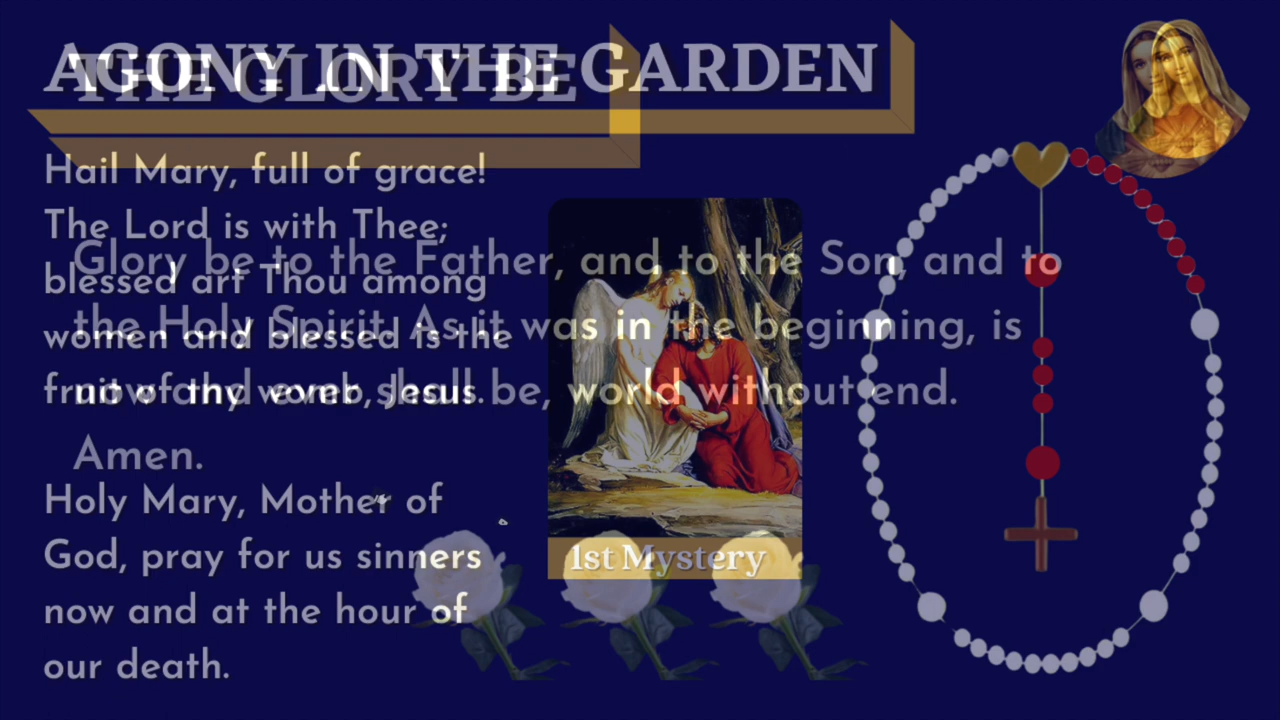 AGONY IN THE GARDEN
THE GLORY BE
Hail Mary, full of grace!
The Lord is with Thee;
blessed art Thou among
women and blessed is the
fruit of thy womb, Jesus.
Holy Mary, Mother of
God, pray for us sinners
now and at the hour of
our death.
Glory be to the Father, and to the Son, and to
the Holy Spirit. As it was in the beginning, is
now and ever shall be, world without end.
Amen.
1st Mystery